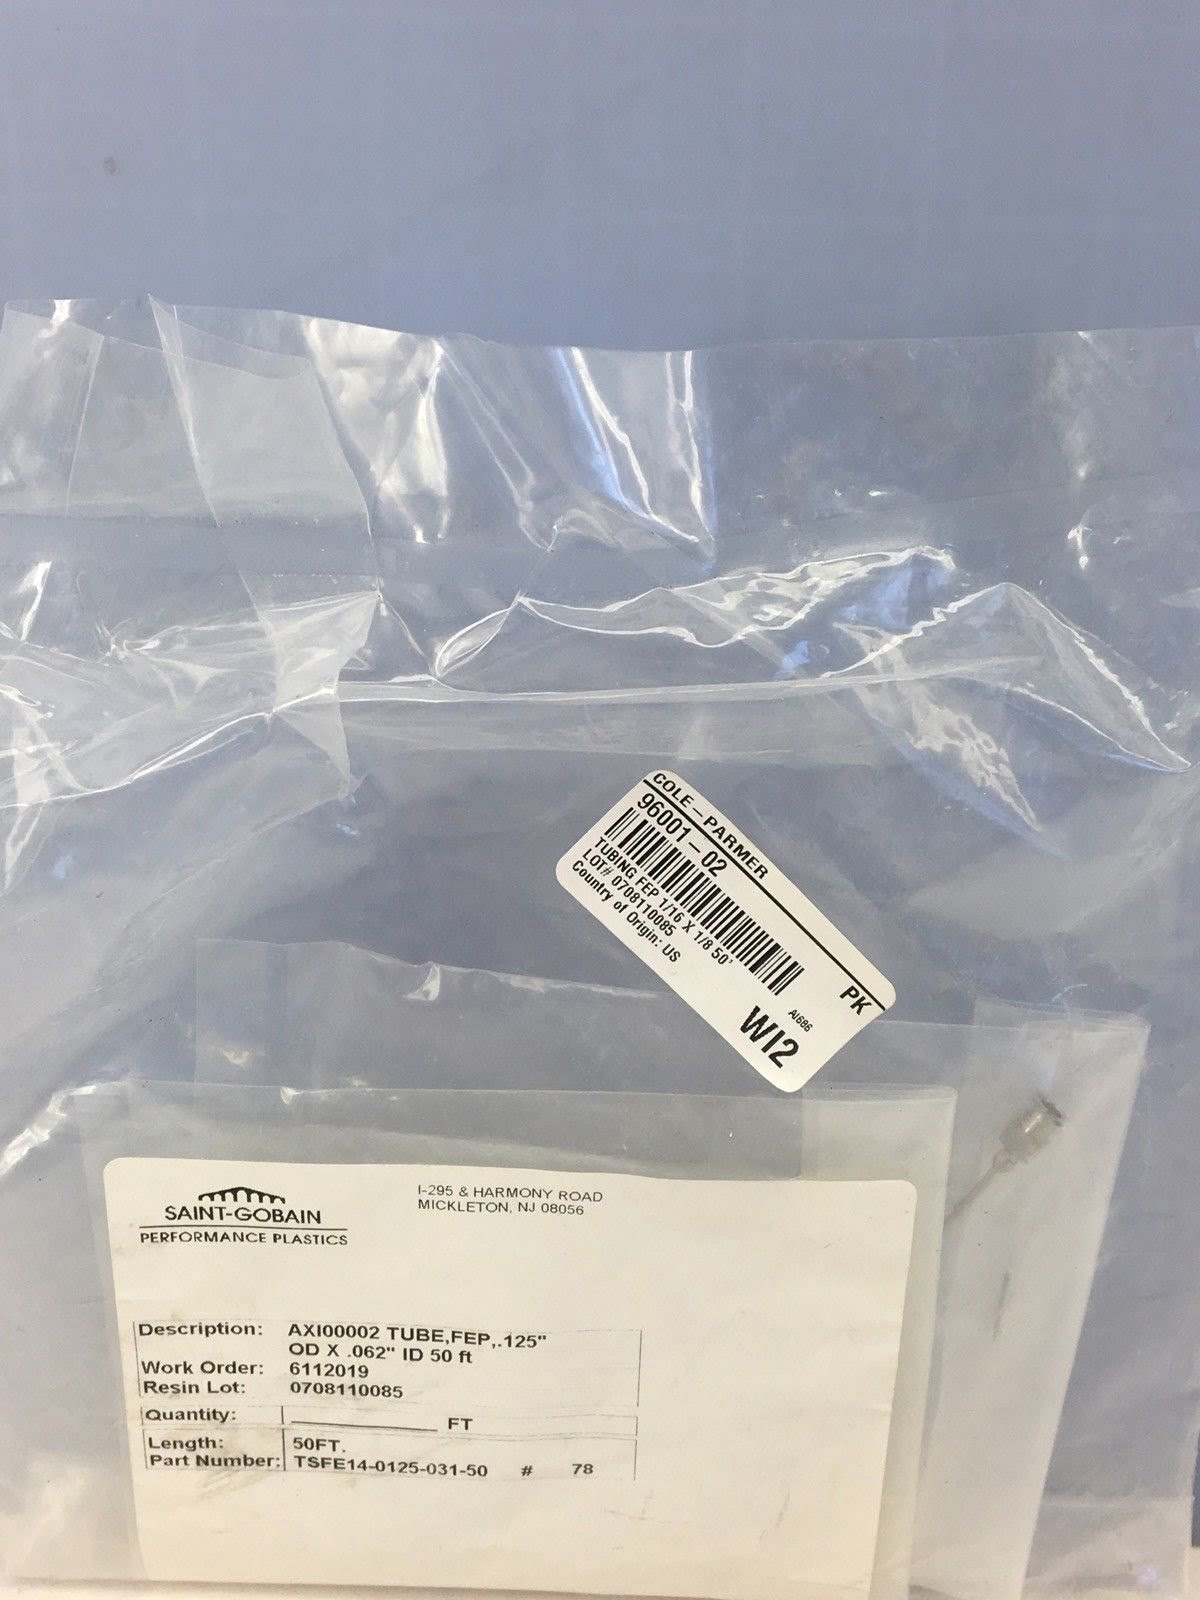 COLE-PARMER
96001-02 PK
TUBING FEP 1/16 X 1/8 50'
LOT# 0708110085
Country of Origin: US
AI686
WI2
SAINT-GOBAIN
PERFORMANCE PLASTICS
I-295 & HARMONY ROAD
MICKLETON, NJ 08056
Description: AXI00002 TUBE,FEP,.125"
OD X .062" ID 50 ft
Work Order: 6112019
Resin Lot: 0708110085
Quantity: ____________ FT
Length: 50FT.
Part Number: TSFE14-0125-031-50 # 78